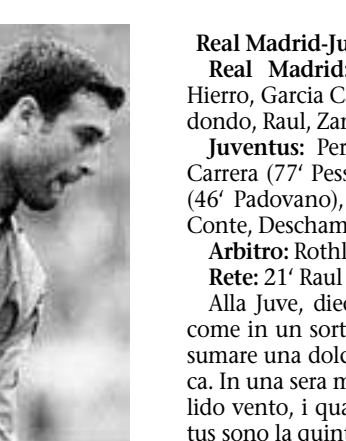 Real Madrid-Ju
Real Madrid:
Hierro, Garcia Ca
dondo, Raul, Zar
Juventus: Per
Carrera (77‘ Pess
(46‘ Padovano),
Conte, Descham
Arbitro: Rothl
Rete: 21‘ Raul
Alla Juve, diec
come in un sort
sumare una dolc
ca. In una sera m
lido vento, i qua
tus sono la quint